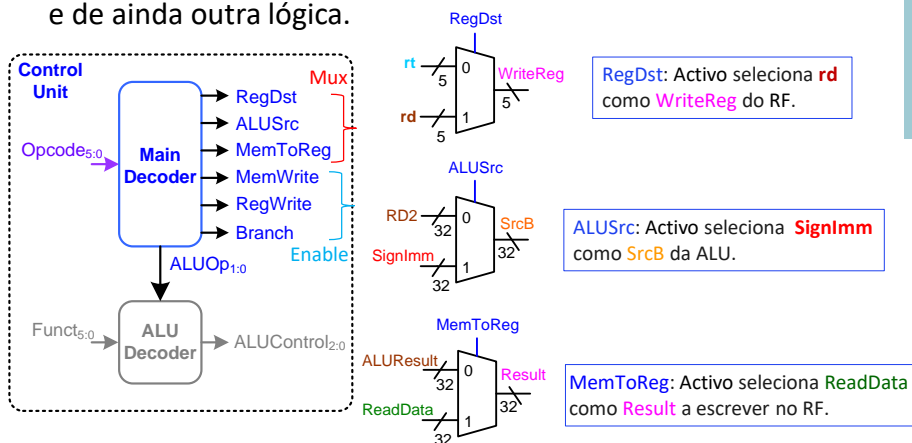 e de ainda outra lógica.
Control
Unit
Mux
Opcode5:0
Main
Decoder
RegDst
ALUSrc
MemToReg
MemWrite
RegWrite
Branch
Enable
ALUOp1:0
Funct5:0
ALU
Decoder
ALUControl2:0
RegDst
rt
5
0
WriteReg
5
rd
5
1
RegDst: Activo seleciona rd
como WriteReg do RF.
ALUSrc
RD2
32
0
SrcB
32
SignImm
32
1
ALUSrc: Activo seleciona SignImm
como SrcB da ALU.
MemToReg
ALUResult
32
0
Result
32
ReadData
32
1
MemToReg: Activo seleciona ReadData
como Result a escrever no RF.